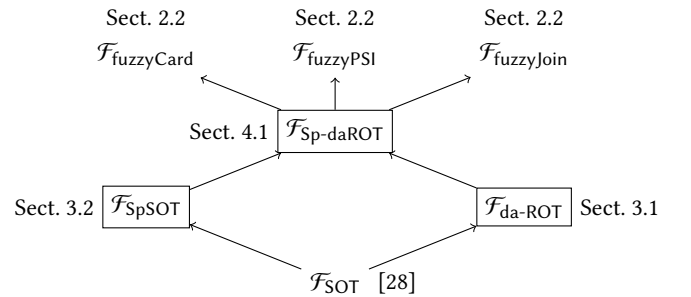 Sect. 2.2 Sect. 2.2 Sect. 2.2
ℱfuzzyCard ℱfuzzyPSI ℱfuzzyJoin
Sect. 4.1 ℱSp-daROT
Sect. 3.2 ℱSpSOT ℱda-ROT Sect. 3.1
ℱSOT [28]